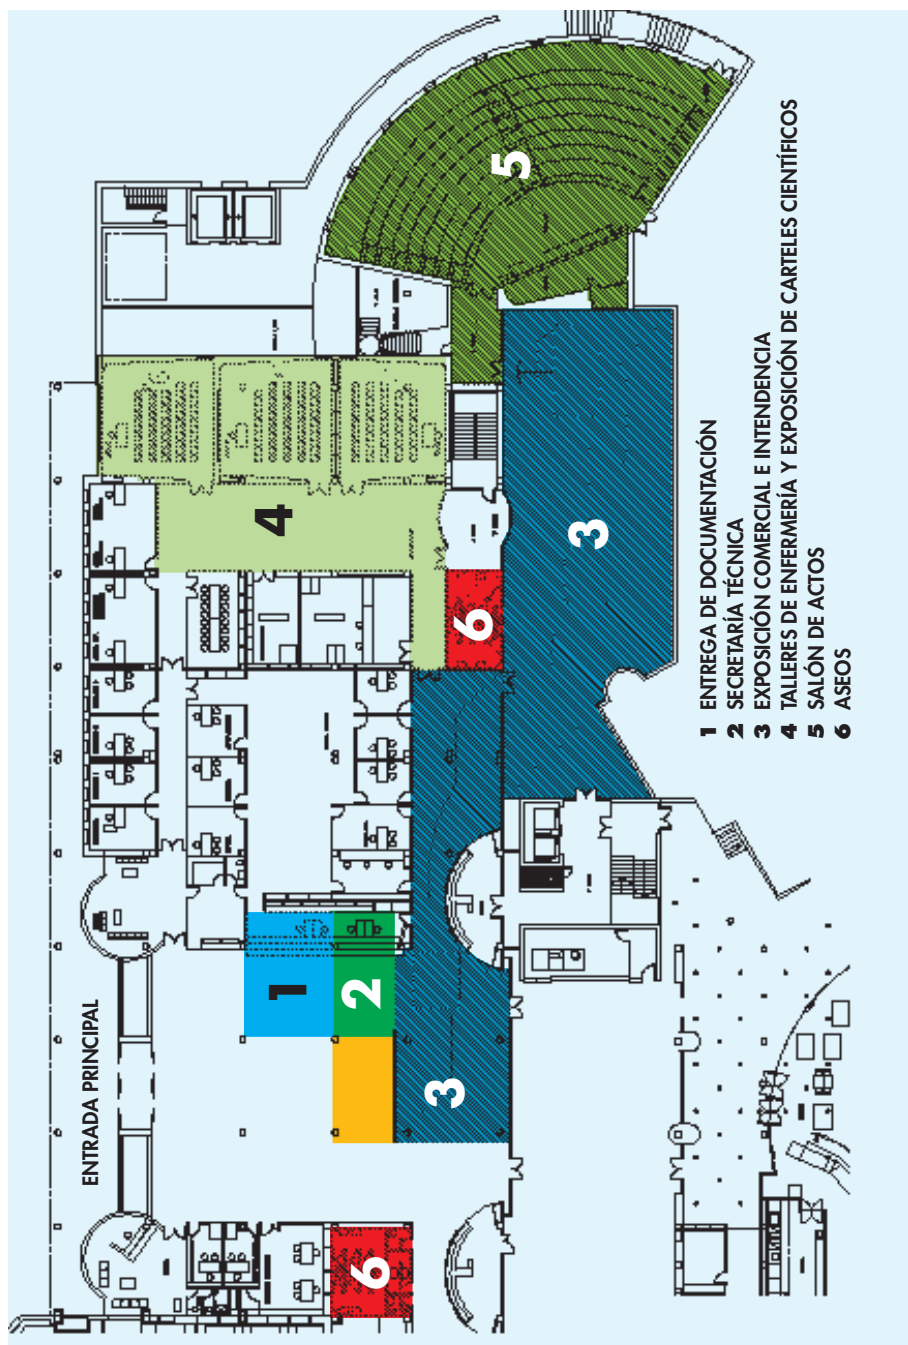 ENTRADA PRINCIPAL
1
2
3
3
4
5
6
6
1 ENTREGA DE DOCUMENTACIÓN
2 SECRETARÍA TÉCNICA
3 EXPOSICIÓN COMERCIAL E INTENDENCIA
4 TALLERES DE ENFERMERÍA Y EXPOSICIÓN DE CARTELES CIENTÍFICOS
5 SALÓN DE ACTOS
6 ASEOS